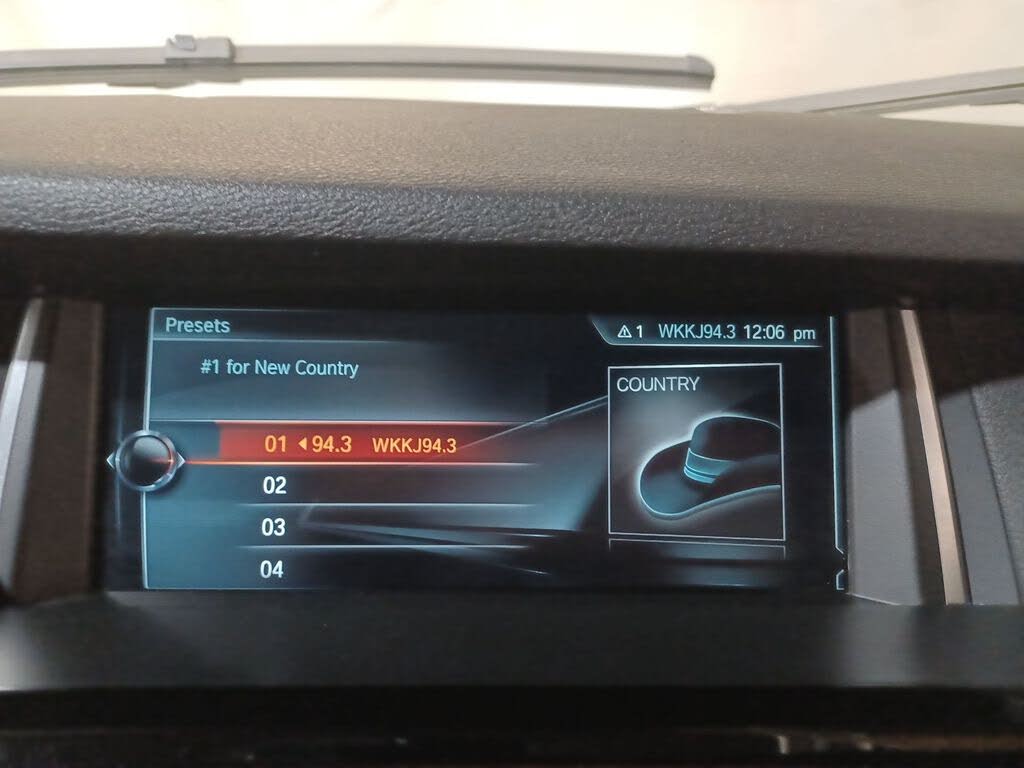 Presets
⚠1 WKKJ94.3 12:06 pm
#1 for New Country
COUNTRY
01 ◂94.3 WKKJ94.3
02
03
04